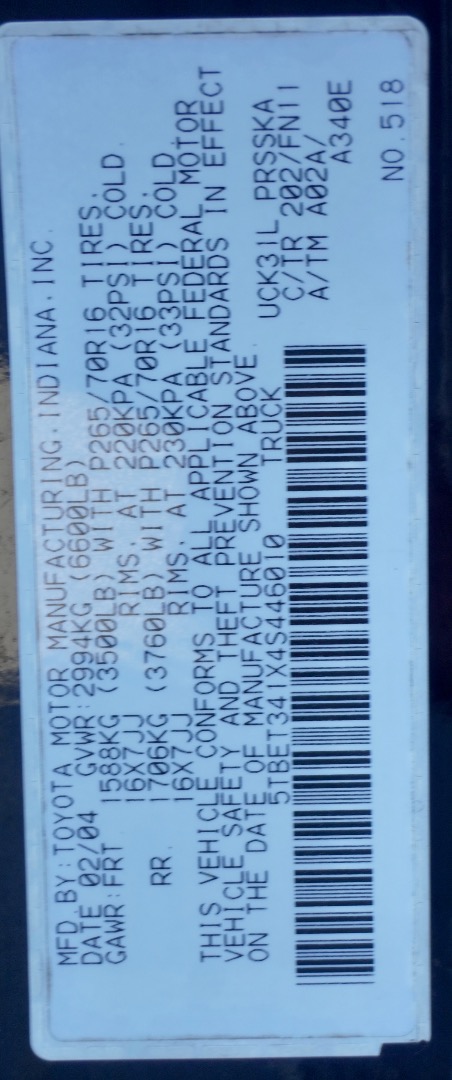 MFD. BY: TOYOTA MOTOR MANUFACTURING, INDIANA, INC.
DATE 02/04 GVWR: 2994KG (6600LB)
GAWR: FRT 1588KG (3500LB) WITH P265/70R16 TIRES,
16X7JJ RIMS, AT 220KPA (32PSI) COLD.
RR. 1706KG (3760LB) WITH P265/70R16 TIRES,
16X7JJ RIMS, AT 230KPA (33PSI) COLD.
THIS VEHICLE CONFORMS TO ALL APPLICABLE FEDERAL MOTOR
VEHICLE SAFETY AND THEFT PREVENTION STANDARDS IN EFFECT
ON THE DATE OF MANUFACTURE SHOWN ABOVE.
5TBET341X4S446010 TRUCK
UCK31L PRSSKA
C/TR 202/FN11
A/TM A02A/
A340E
NO.518